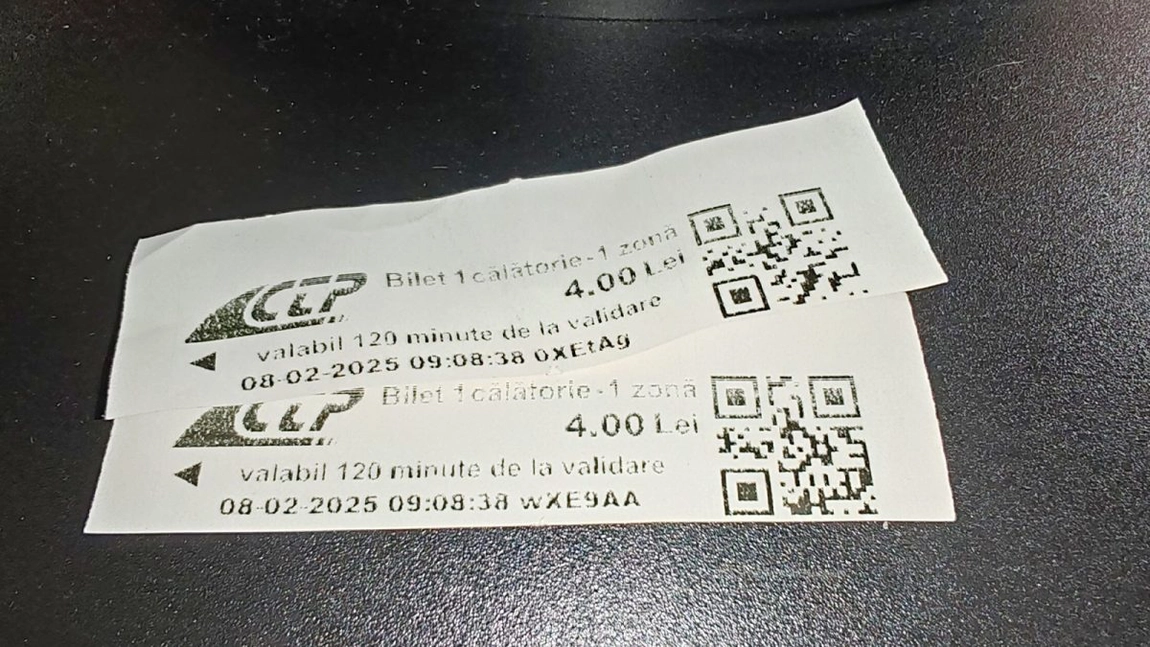 CTP
Bilet 1 călătorie-1 zonă
4.00 Lei
valabil 120 minute de la validare
08-02-2025 09:08:38 0XEtAg
CTP
Bilet 1 călătorie-1 zonă
4.00 Lei
valabil 120 minute de la validare
08-02-2025 09:08:38 wXE9AA